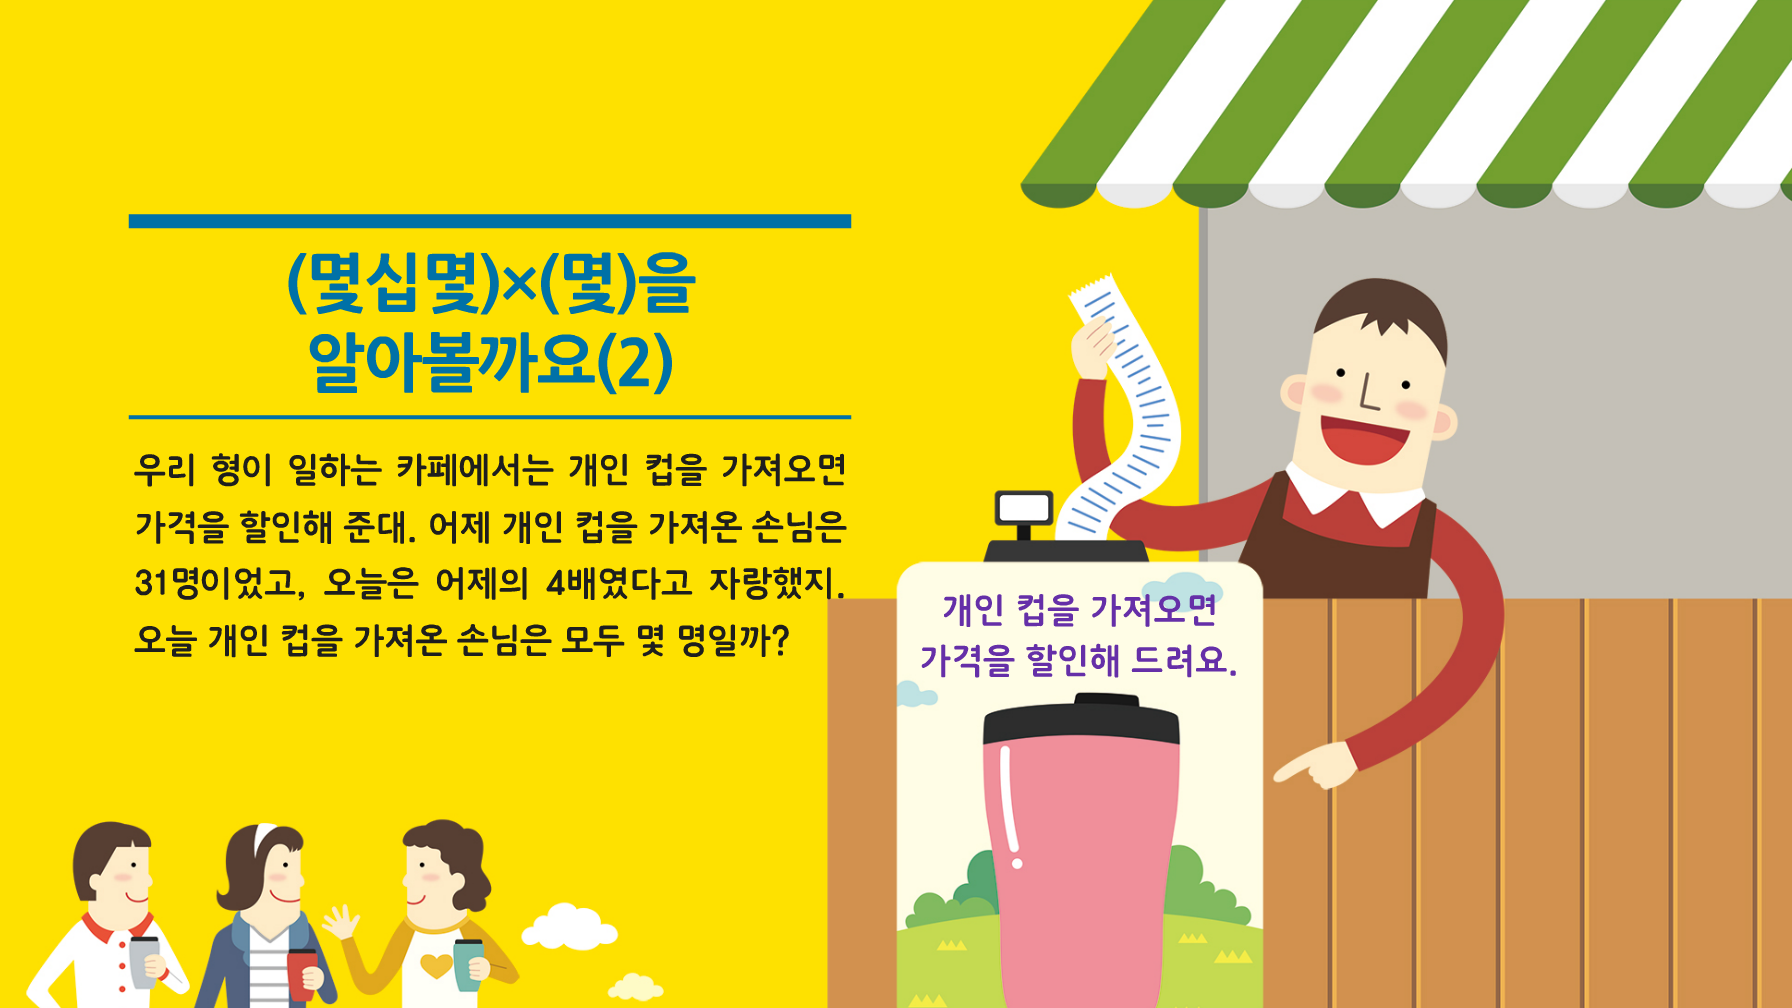 (몇십몇)×(몇)을
알아볼까요(2)
우리 형이 일하는 카페에서는 개인 컵을 가져오면
가격을 할인해 준대. 어제 개인 컵을 가져온 손님은
31명이었고, 오늘은 어제의 4배였다고 자랑했지.
오늘 개인 컵을 가져온 손님은 모두 몇 명일까?
개인 컵을 가져오면
가격을 할인해 드려요.